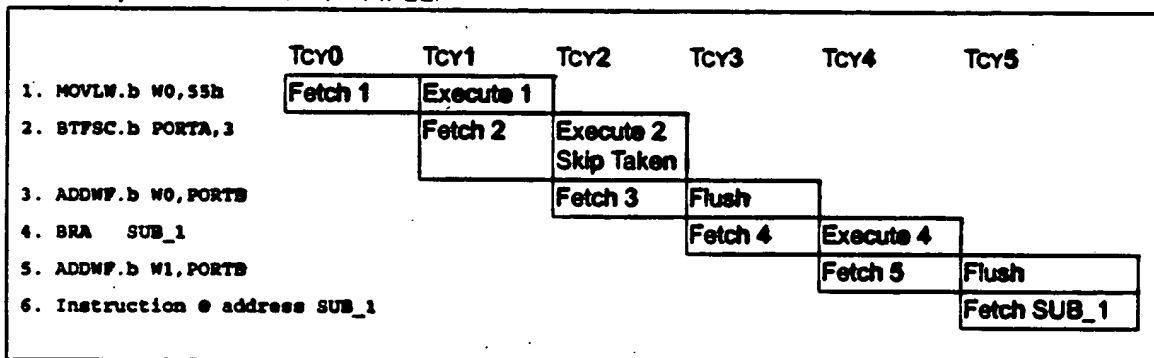 TCY0 TCY1 TCY2 TCY3 TCY4 TCY5
1. MOVLW.b W0,55h Fetch 1 Execute 1
2. BTFSC.b PORTA,3 Fetch 2 Execute 2
Skip Taken
3. ADDWF.b W0,PORTB Fetch 3 Flush
4. BRA SUB_1 Fetch 4 Execute 4
5. ADDWF.b W1,PORTB Fetch 5 Flush
6. Instruction @ address SUB_1 Fetch SUB_1